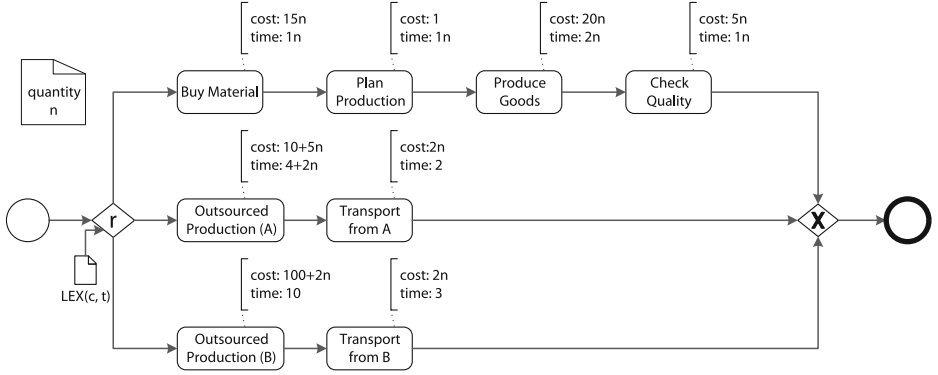 cost: 15n
time: 1n
cost: 1
time: 1n
cost: 20n
time: 2n
cost: 5n
time: 1n
quantity
n
Buy Material
Plan
Production
Produce
Goods
Check
Quality
cost: 10+5n
time: 4+2n
cost:2n
time: 2
r
Outsourced
Production (A)
Transport
from A
X
LEX(c, t)
cost: 100+2n
time: 10
cost: 2n
time: 3
Outsourced
Production (B)
Transport
from B